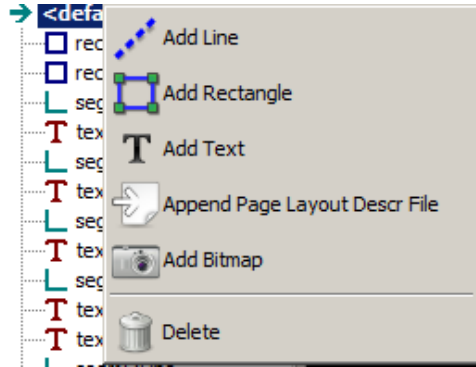 <defa
rec
Add Line
rec
seg
Add Rectangle
tex
Add Text
seg
tex
Append Page Layout Descr File
seg
tex
Add Bitmap
seg
tex
Delete
tex